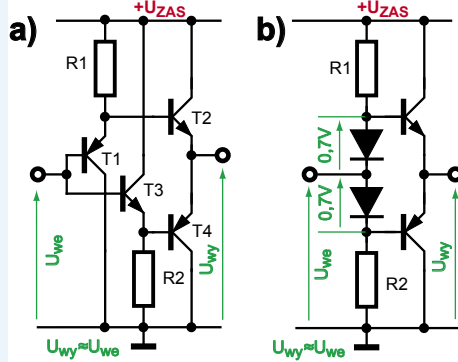 a)
+UZAS
R1
T2
T1
T3
T4
Uwe
Uwy
R2
Uwy≈Uwe
b)
+UZAS
R1
0,7V
0,7V
Uwe
Uwy
R2
Uwy≈Uwe